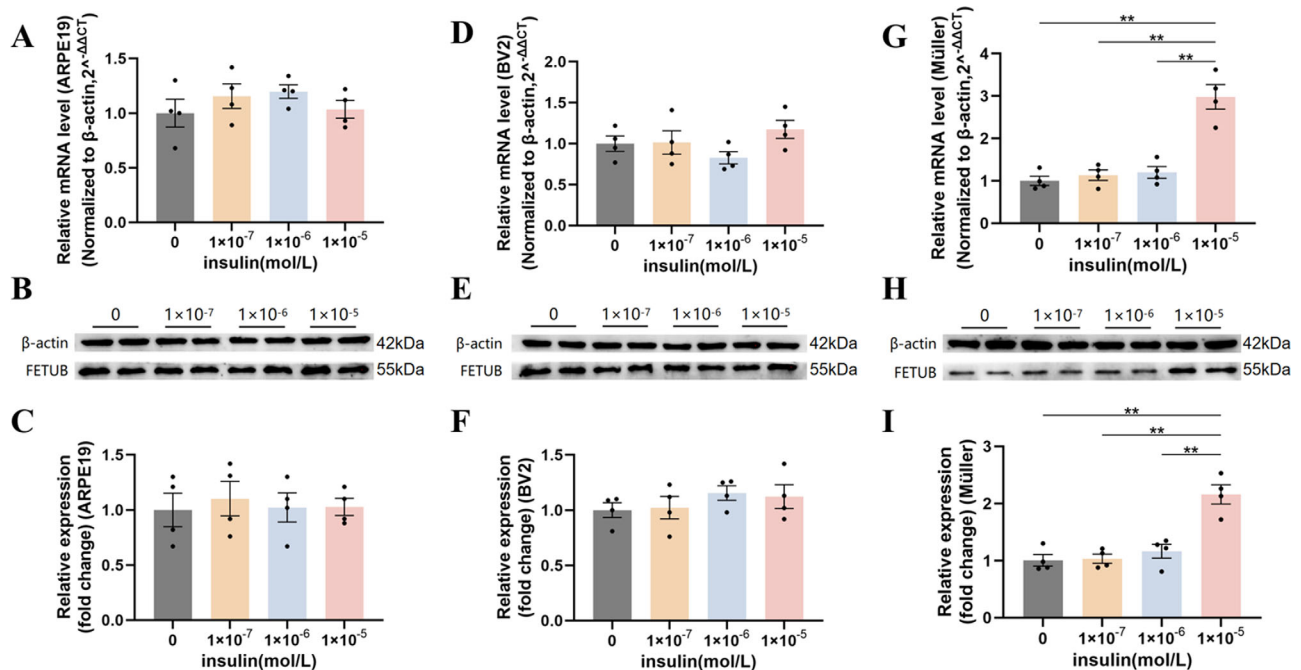 A
Relative mRNA level (ARPE19)
(Normalized to β-actin,2^-ΔΔCT)
1.5
1.0
0.5
0.0
0
1×10⁻⁷
1×10⁻⁶
1×10⁻⁵
insulin(mol/L)
D
Relative mRNA level (BV2)
(Normalized to β-actin,2^-ΔΔCT)
2.0
1.5
1.0
0.5
0.0
0
1×10⁻⁷
1×10⁻⁶
1×10⁻⁵
insulin(mol/L)
G
Relative mRNA level (Müller)
(Normalized to β-actin,2^-ΔΔCT)
**
**
**
4
3
2
1
0
0
1×10⁻⁷
1×10⁻⁶
1×10⁻⁵
insulin(mol/L)
B
0 1×10⁻⁷ 1×10⁻⁶ 1×10⁻⁵
β-actin 42kDa
FETUB 55kDa
E
0 1×10⁻⁷ 1×10⁻⁶ 1×10⁻⁵
β-actin 42kDa
FETUB 55kDa
H
0 1×10⁻⁷ 1×10⁻⁶ 1×10⁻⁵
β-actin 42kDa
FETUB 55kDa
C
Relative expression
(fold change) (ARPE19)
1.5
1.0
0.5
0.0
0
1×10⁻⁷
1×10⁻⁶
1×10⁻⁵
insulin(mol/L)
F
Relative expression
(fold change) (BV2)
1.5
1.0
0.5
0.0
0
1×10⁻⁷
1×10⁻⁶
1×10⁻⁵
insulin(mol/L)
I
Relative expression
(fold change) (Müller)
**
**
**
3
2
1
0
0
1×10⁻⁷
1×10⁻⁶
1×10⁻⁵
insulin(mol/L)